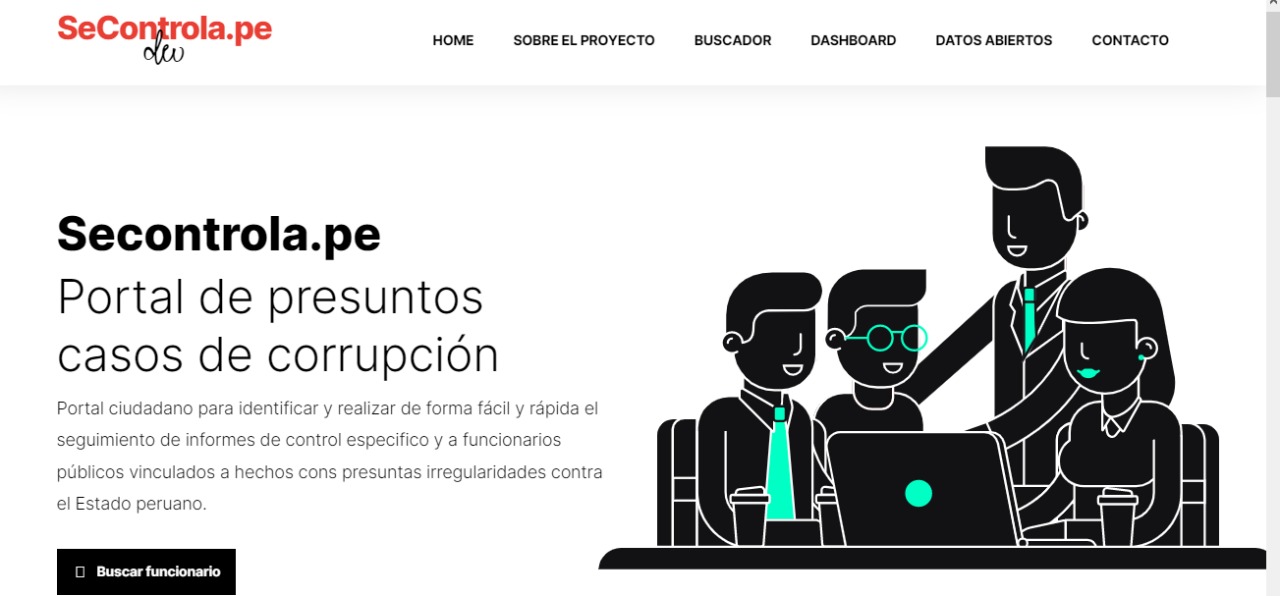 SeControla.pe
dev
HOME SOBRE EL PROYECTO BUSCADOR DASHBOARD DATOS ABIERTOS CONTACTO
Secontrola.pe
Portal de presuntos
casos de corrupción
Portal ciudadano para identificar y realizar de forma fácil y rápida el
seguimiento de informes de control especifico y a funcionarios
públicos vinculados a hechos cons presuntas irregularidades contra
el Estado peruano.
Buscar funcionario